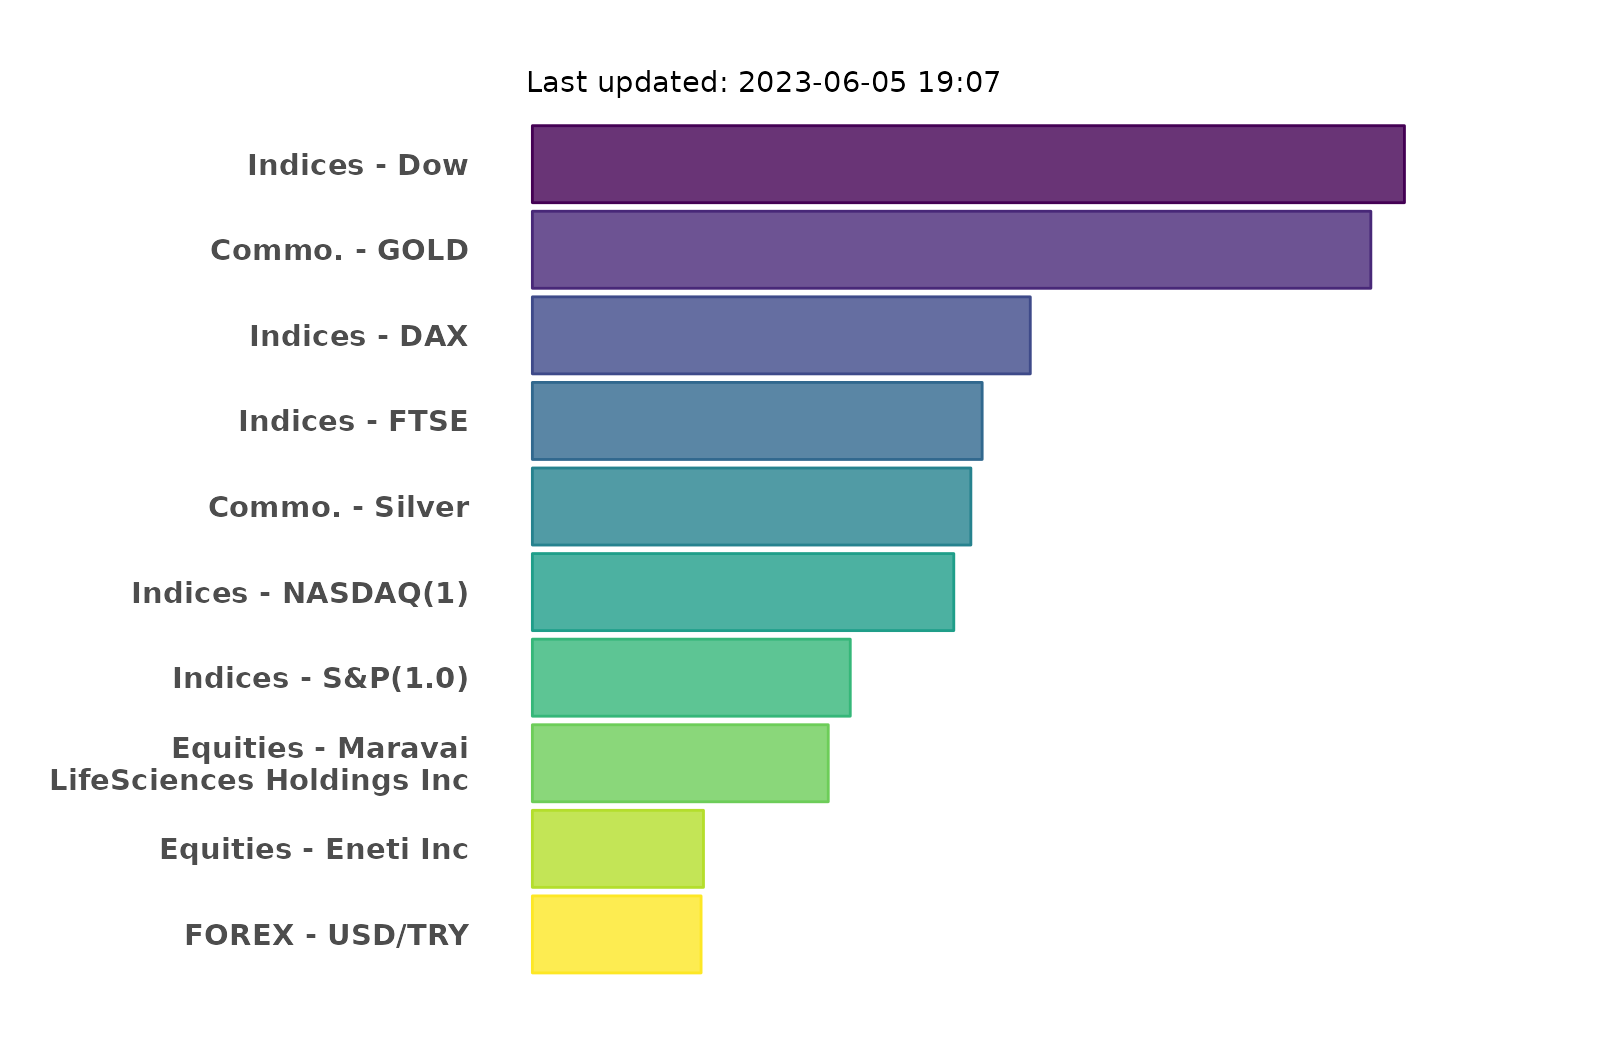 Last updated: 2023-06-05 19:07
Indices - Dow
Commo. - GOLD
Indices - DAX
Indices - FTSE
Commo. - Silver
Indices - NASDAQ(1)
Indices - S&P(1.0)
Equities - Maravai
LifeSciences Holdings Inc
Equities - Eneti Inc
FOREX - USD/TRY